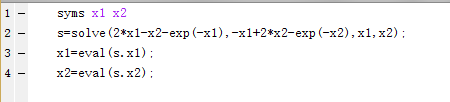 1 - syms x1 x2
2 - s=solve(2*x1-x2-exp(-x1),-x1+2*x2-exp(-x2),x1,x2);
3 - x1=eval(s.x1);
4 - x2=eval(s.x2);